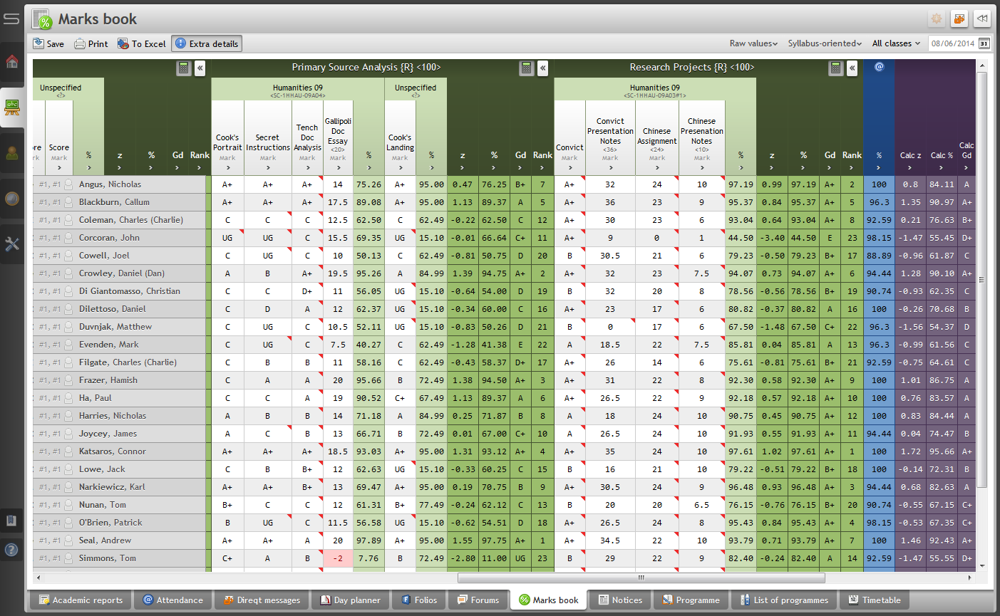 Marks book
Save Print To Excel Extra details Raw values Syllabus-oriented All classes 08/06/2014 31
Primary Source Analysis {R} <100> Research Projects {R} <100> @
Unspecified Humanities 09 Unspecified Humanities 09
<?> <SC-1HHAU-09A04> <?> <SC-1HHAU-09A03#1>
re Score % z % Gd Rank Cook's Portrait Secret Instructions Tench Doc Analysis Gallipoli Doc Essay <20> % Cook's Landing % z % Gd Rank Convict Convict Presentation Notes <36> Chinese Assignment <24> Chinese Presenation Notes <10> % z % Gd Rank % Calc z Calc % Calc Gd
rk Mark Mark Mark Mark Mark Mark Mark Mark Mark Mark
#1, #1 Angus, Nicholas A+ A+ A+ 14 75.26 A+ 95.00 0.47 76.25 B+ 7 A+ 32 24 10 97.19 0.99 97.19 A+ 2 100 0.8 84.11 A
#1, #1 Blackburn, Callum A+ A+ A+ 17.5 89.08 A+ 95.00 1.13 89.37 A 5 A+ 36 23 9 95.37 0.84 95.37 A+ 5 96.3 1.35 90.97 A+
#1, #1 Coleman, Charles (Charlie) C C C 12.5 62.50 C 62.49 -0.22 62.50 C 12 A+ 30 23 6 93.04 0.64 93.04 A+ 8 92.59 0.21 76.63 B+
#1, #1 Corcoran, John UG UG C 15.5 69.35 UG 15.10 -0.01 66.64 C+ 11 A+ 9 0 1 44.50 -3.40 44.50 E 23 98.15 -1.47 55.45 D+
#1, #1 Cowell, Joel C UG C 10 50.13 C 62.49 -0.81 50.75 D 20 B 30.5 21 6 79.23 -0.50 79.23 B+ 17 88.89 -0.96 61.87 C
#1, #1 Crowley, Daniel (Dan) A B A+ 19.5 95.26 A 84.99 1.39 94.75 A+ 2 A+ 32 23 7.5 94.07 0.73 94.07 A+ 6 94.44 1.28 90.10 A+
#1, #1 Di Giantomasso, Christian C C D+ 11 56.05 UG 15.10 -0.64 54.00 D 19 B 32 20 8 78.56 -0.56 78.56 B+ 19 90.74 -0.93 62.35 C
#1, #1 Dilettoso, Daniel C D A 12 62.37 UG 15.10 -0.34 60.00 C 16 A+ 23 17 6 80.82 -0.37 80.82 A 16 100 -0.26 70.68 B
#1, #1 Duvnjak, Matthew C UG C 10.5 52.11 UG 15.10 -0.83 50.26 D 21 B 0 17 6 67.50 -1.48 67.50 C+ 22 96.3 -1.56 54.37 D
#1, #1 Evenden, Mark C UG C 7.5 40.27 C 62.49 -1.28 41.38 E 22 A 18.5 22 7.5 85.81 0.04 85.81 A 13 96.3 -0.99 61.56 C
#1, #1 Filgate, Charles (Charlie) C B B 11 58.16 C 62.49 -0.43 58.37 D+ 17 A+ 26 14 6 75.61 -0.81 75.61 B+ 21 92.59 -0.75 64.61 C
#1, #1 Frazer, Hamish C A A 20 95.66 B 72.49 1.38 94.50 A+ 3 A+ 31 22 8 92.30 0.58 92.30 A+ 9 100 1.01 86.75 A
#1, #1 Ha, Paul C C A 19 90.52 C+ 67.49 1.13 89.37 A 6 A+ 26.5 22 9 92.18 0.57 92.18 A+ 10 100 0.76 83.57 A
#1, #1 Harries, Nicholas A B B 14 71.18 A 84.99 0.25 71.87 B 8 A 18 24 10 90.75 0.45 90.75 A+ 12 100 0.83 84.44 A
#1, #1 Joycey, James A C B 13 66.71 B 72.49 0.01 67.00 C+ 10 A 26.5 24 10 91.93 0.55 91.93 A+ 11 94.44 0.04 74.47 B
#1, #1 Katsaros, Connor A+ A+ A+ 18.5 93.03 A+ 95.00 1.31 93.12 A+ 4 A+ 35 24 10 97.61 1.02 97.61 A+ 1 100 1.72 95.66 A+
#1, #1 Lowe, Jack C B B+ 12 62.63 UG 15.10 -0.33 60.25 C 15 B 16 21 10 79.22 -0.51 79.22 B+ 18 100 -0.14 72.31 B
#1, #1 Narkiewicz, Karl A+ A+ B+ 13 69.47 A+ 95.00 0.19 70.75 B 9 A+ 30.5 24 9 96.48 0.93 96.48 A+ 3 94.44 0.68 82.63 A
#1, #1 Nunan, Tom B+ C C 12 61.31 B+ 77.49 -0.24 62.12 C 13 B 20 20 6.5 76.15 -0.76 76.15 B+ 20 90.74 -0.55 67.15 C+
#1, #1 O'Brien, Patrick B UG C 11.5 56.58 UG 15.10 -0.62 54.51 D 18 A+ 26.5 24 8 95.43 0.84 95.43 A+ 4 98.15 -0.53 67.35 C+
#1, #1 Seal, Andrew A+ A+ A 20 97.89 A+ 95.00 1.55 97.75 A+ 1 A+ 34.5 22 10 93.79 0.71 93.79 A+ 7 100 1.46 92.43 A+
#1, #1 Simmons, Tom C+ A B -2 7.76 B 72.49 -2.80 11.00 UG 23 B 29 22 9 82.40 -0.24 82.40 A 14 92.59 -1.47 55.55 D+
Academic reports Attendance Direqt messages Day planner Folios Forums Marks book Notices Programme List of programmes Timetable